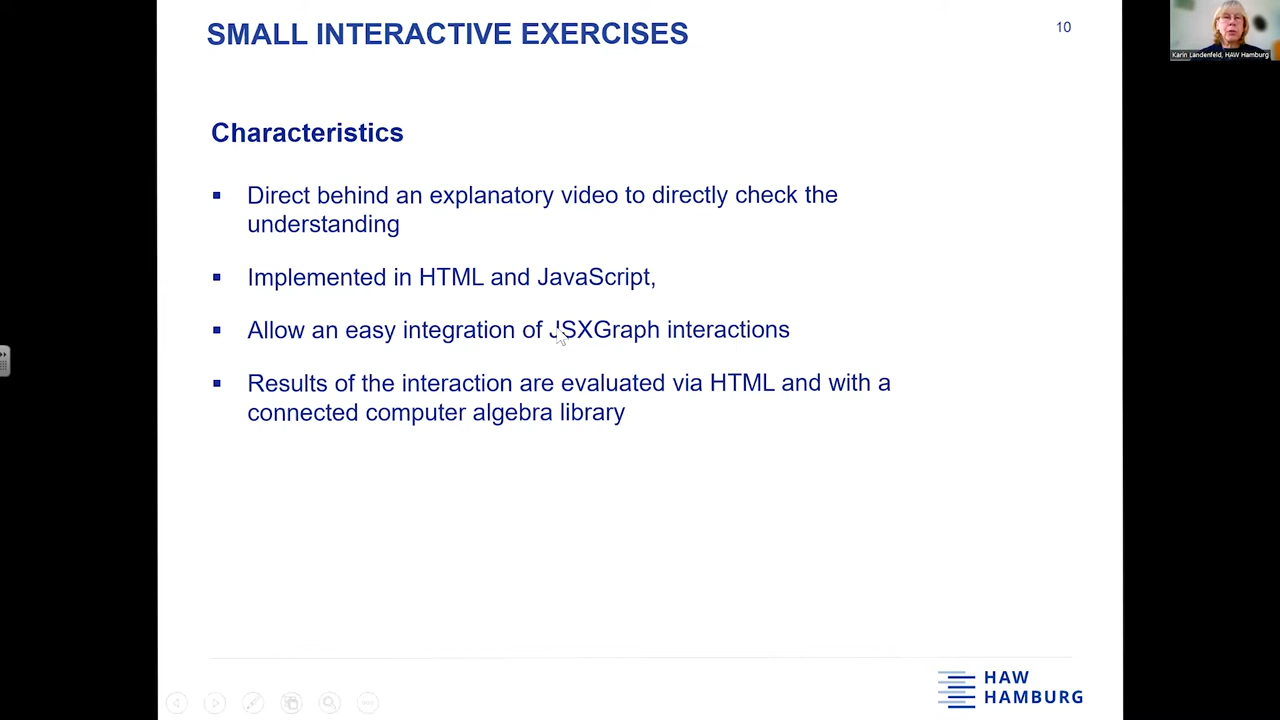 SMALL INTERACTIVE EXERCISES
10
Karin Landenfeld, HAW Hamburg
Characteristics
Direct behind an explanatory video to directly check the
understanding
Implemented in HTML and JavaScript,
Allow an easy integration of JSXGraph interactions
Results of the interaction are evaluated via HTML and with a
connected computer algebra library
HAW
HAMBURG